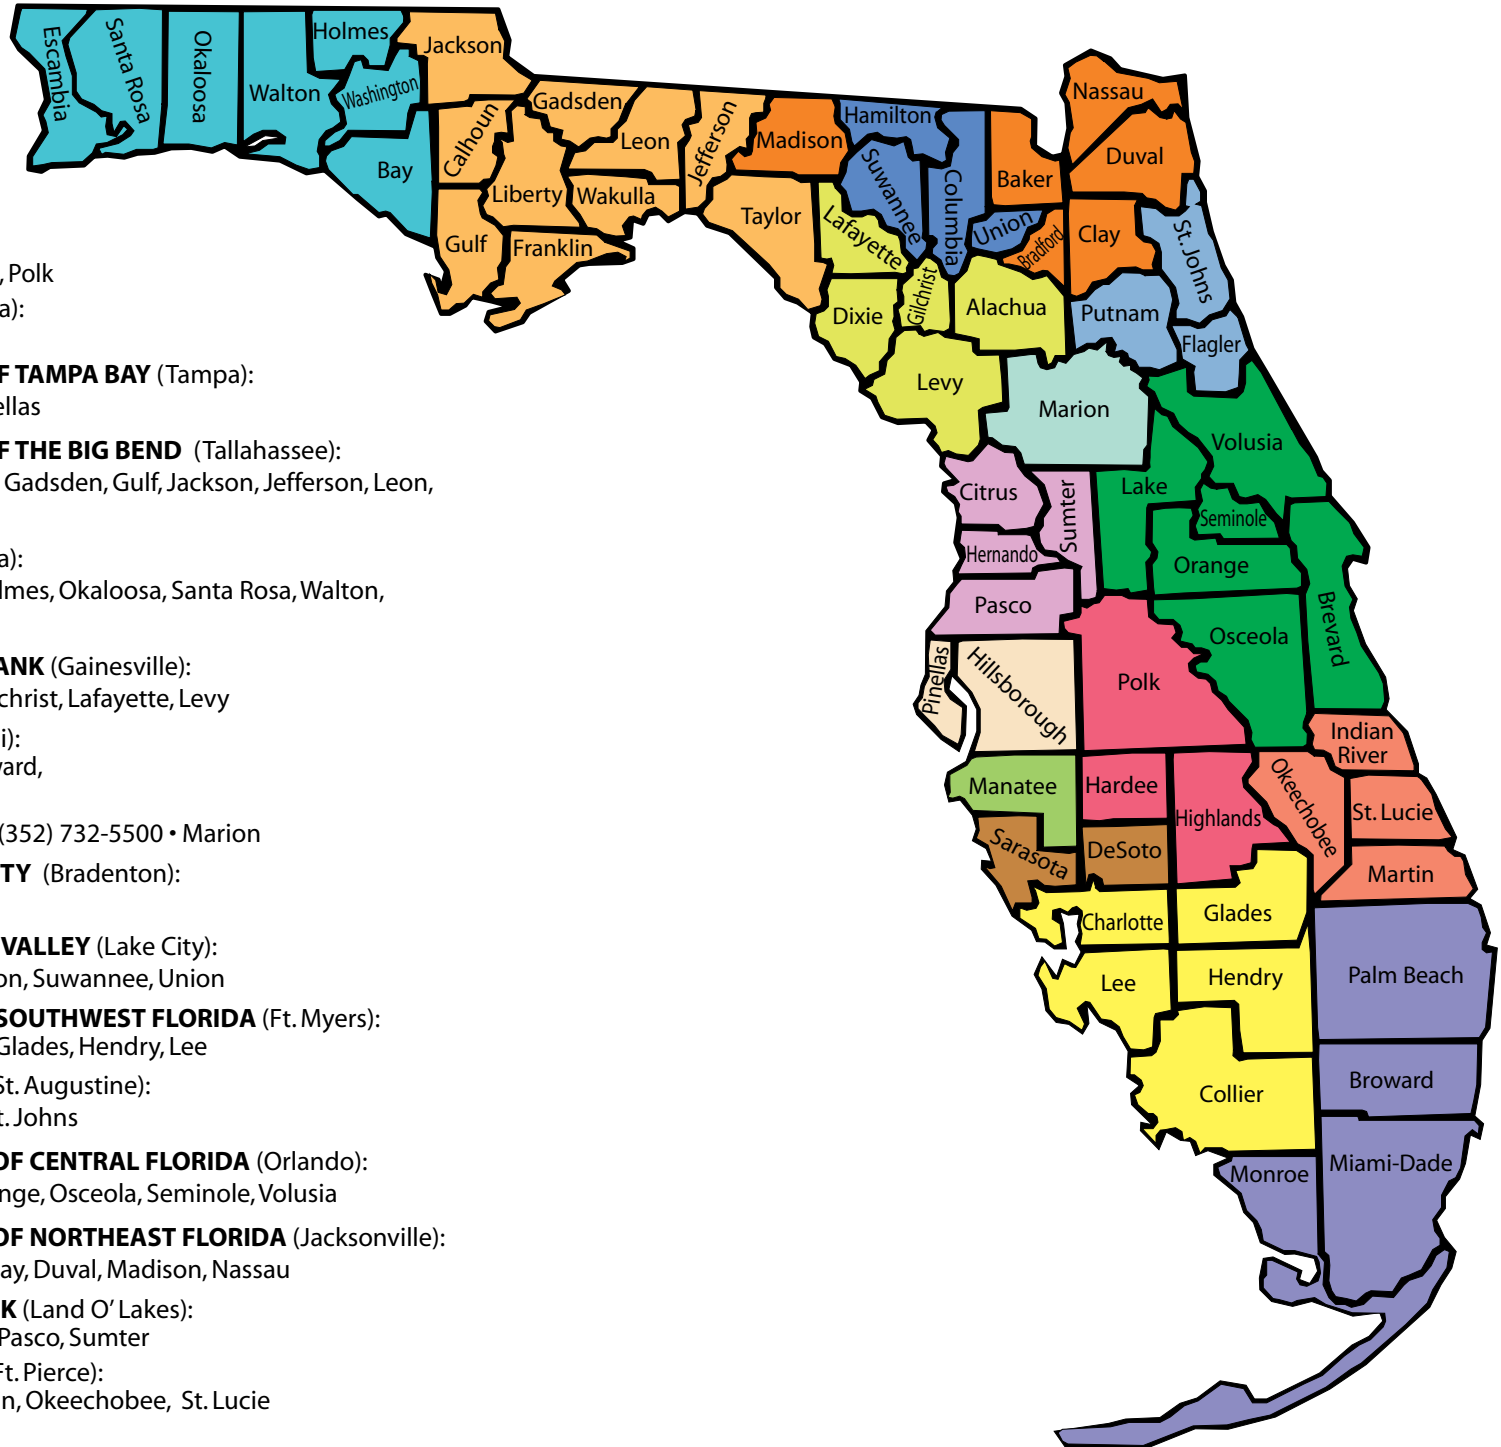 Escambia
Santa Rosa
Okaloosa
Walton
Holmes
Washington
Bay
Jackson
Calhoun
Gulf
Liberty
Franklin
Gadsden
Leon
Wakulla
Jefferson
Madison
Taylor
Hamilton
Suwannee
Columbia
Lafayette
Dixie
Gilchrist
Union
Bradford
Baker
Nassau
Duval
Clay
St. Johns
Alachua
Putnam
Flagler
Levy
Marion
Volusia
Citrus
Sumter
Lake
Seminole
Hernando
Orange
Pasco
Osceola
Brevard
Pinellas
Hillsborough
Polk
Indian
River
Manatee
Hardee
Highlands
Okeechobee
St. Lucie
Sarasota
DeSoto
Martin
Charlotte
Glades
Lee
Hendry
Palm Beach
Collier
Broward
Monroe
Miami-Dade
, Polk
a):
F TAMPA BAY (Tampa):
ellas
F THE BIG BEND (Tallahassee):
Gadsden, Gulf, Jackson, Jefferson, Leon,
a):
lmes, Okaloosa, Santa Rosa, Walton,
ANK (Gainesville):
christ, Lafayette, Levy
i):
ward,
(352) 732-5500 • Marion
TY (Bradenton):
VALLEY (Lake City):
on, Suwannee, Union
SOUTHWEST FLORIDA (Ft. Myers):
Glades, Hendry, Lee
St. Augustine):
t. Johns
OF CENTRAL FLORIDA (Orlando):
nge, Osceola, Seminole, Volusia
OF NORTHEAST FLORIDA (Jacksonville):
ay, Duval, Madison, Nassau
K (Land O' Lakes):
Pasco, Sumter
Ft. Pierce):
n, Okeechobee, St. Lucie